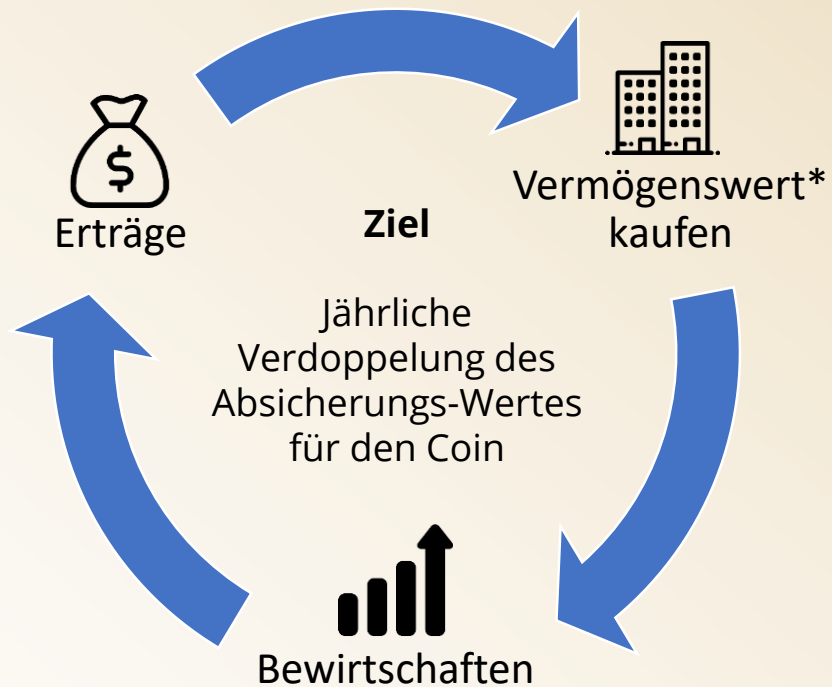 $
Erträge
Vermögenswert*
kaufen
Ziel
Jährliche
Verdoppelung des
Absicherungs-Wertes
für den Coin
Bewirtschaften